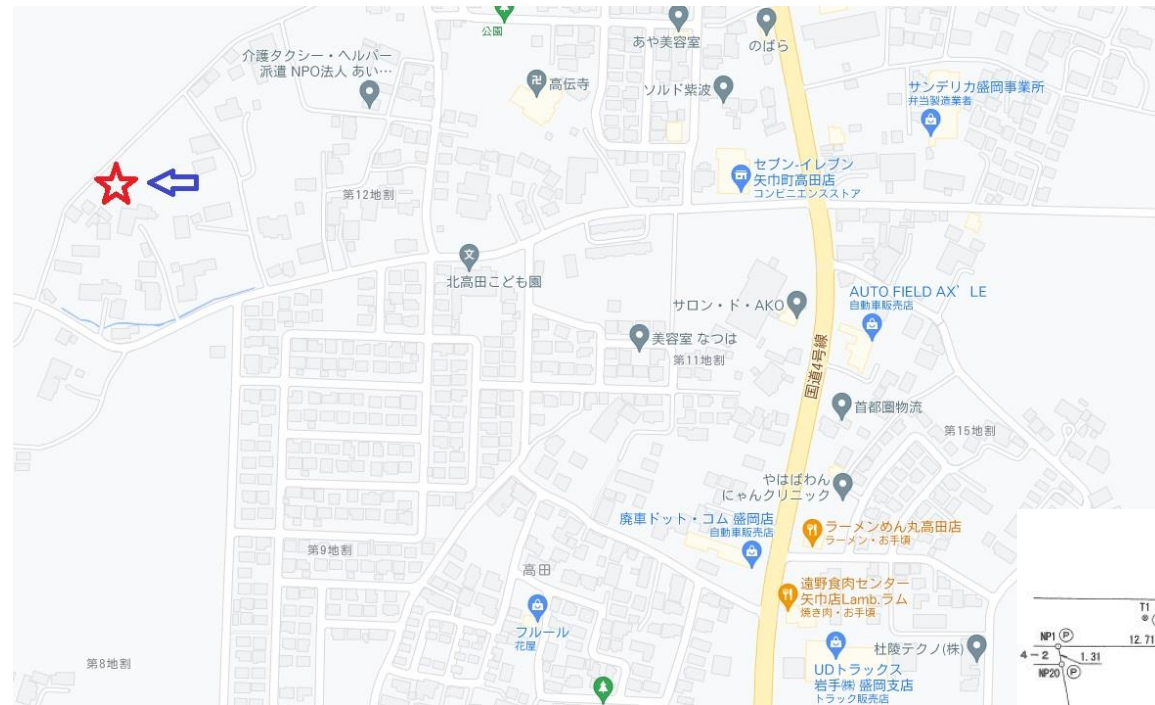 公園
あや美容室
のばら
介護タクシー・ヘルパー
派遣 NPO法人 あい…
高伝寺
ソルド紫波
サンデリカ盛岡事業所
弁当製造業者
セブン-イレブン
矢巾町高田店
コンビニエンスストア
第12地割
北高田こども園
サロン・ド・AKO
AUTO FIELD AX’LE
自動車販売店
美容室 なつは
第11地割
国道4号線
首都圏物流
第15地割
やはばわん
にゃんクリニック
廃車ドット・コム 盛岡店
自動車販売店
ラーメンめん丸高田店
ラーメン・お手頃
第9地割
高田
遠野食肉センター
矢巾店Lamb.ラム
焼き肉・お手頃
フルール
花屋
杜陵テクノ(株)
第8地割
UDトラックス
岩手㈱ 盛岡支店
トラック販売店
T1
NP1 Ⓟ
12.71
4-2
1.31
NP20 Ⓟ